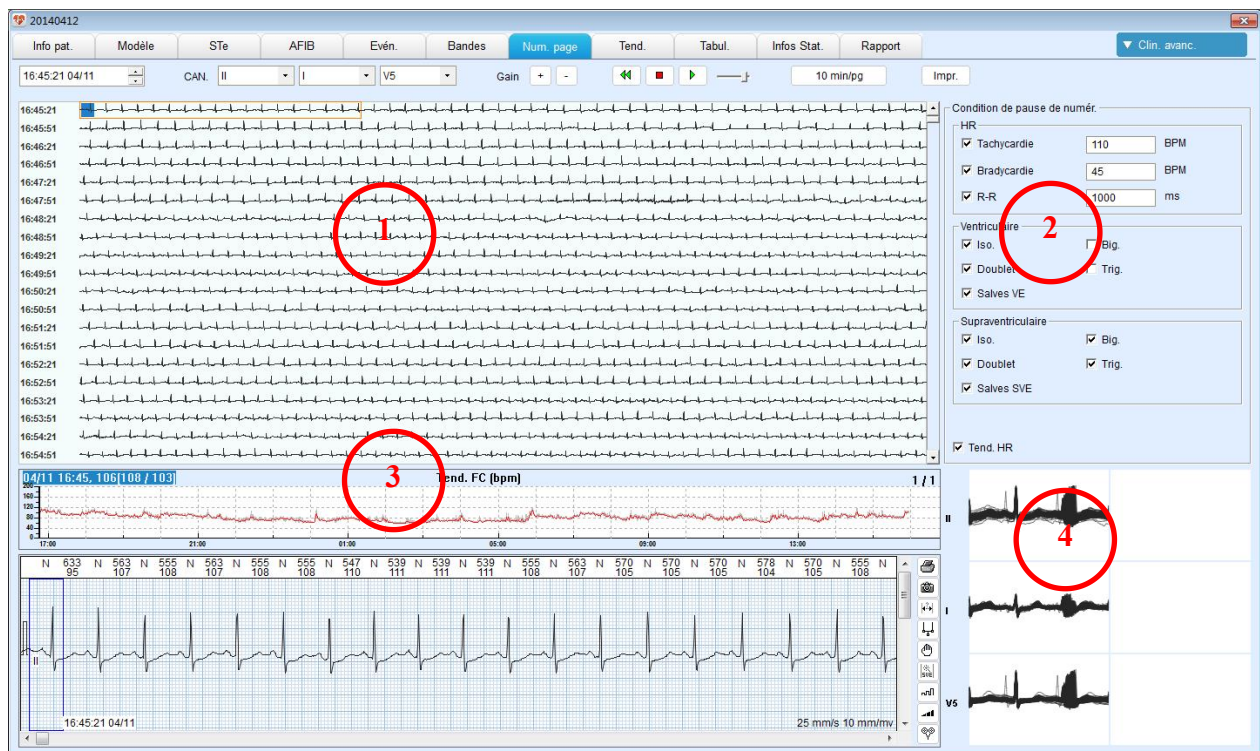 20140412
Info pat. Modèle STe AFIB Evén. Bandes Num. page Tend. Tabul. Infos Stat. Rapport ▼ Clin. avanc.
16:45:21 04/11 CAN. II I V5 Gain + - 10 min/pg Impr.
16:45:21
16:45:51
16:46:21
16:46:51
16:47:21
16:47:51
16:48:21
16:48:51
16:49:21
16:49:51
16:50:21
16:50:51
16:51:21
16:51:51
16:52:21
16:52:51
16:53:21
16:53:51
16:54:21
16:54:51
1
Condition de pause de numér.
HR
Tachycardie 110 BPM
Bradycardie 45 BPM
R-R 1000 ms
2
Ventriculaire
Iso. Big.
Doublet Trig.
Salves VE
Supraventriculaire
Iso. Big.
Doublet Trig.
Salves SVE
Tend. HR
04/11 16:45, 106[108 / 103] Tend. FC (bpm) 1 / 1
3
200
160
120
80
40
0
17:00 21:00 01:00 05:00 09:00 13:00
N 633 N 563 N 555 N 563 N 555 N 555 N 547 N 539 N 539 N 539 N 555 N 563 N 570 N 570 N 570 N 578 N 570 N 555 N
95 107 108 107 108 108 110 111 111 111 108 107 105 105 105 104 105 108
II
16:45:21 04/11 25 mm/s 10 mm/mv
SVE
II
4
I
V5